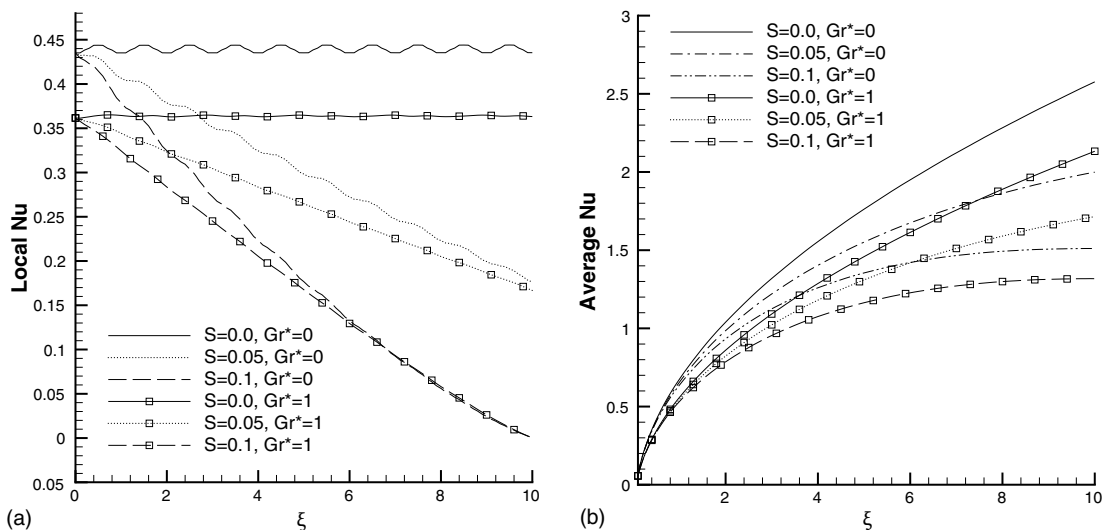 0.45
0.4
0.35
0.3
0.25
0.2
0.15
0.1
0.05
0
0.05
Local Nu
S=0.0, Gr*=0
S=0.05, Gr*=0
S=0.1, Gr*=0
S=0.0, Gr*=1
S=0.05, Gr*=1
S=0.1, Gr*=1
0 2 4 6 8 10
ξ
(a)
3
2.5
2
1.5
1
0.5
0
Average Nu
S=0.0, Gr*=0
S=0.05, Gr*=0
S=0.1, Gr*=0
S=0.0, Gr*=1
S=0.05, Gr*=1
S=0.1, Gr*=1
2 4 6 8 10
ξ
(b)